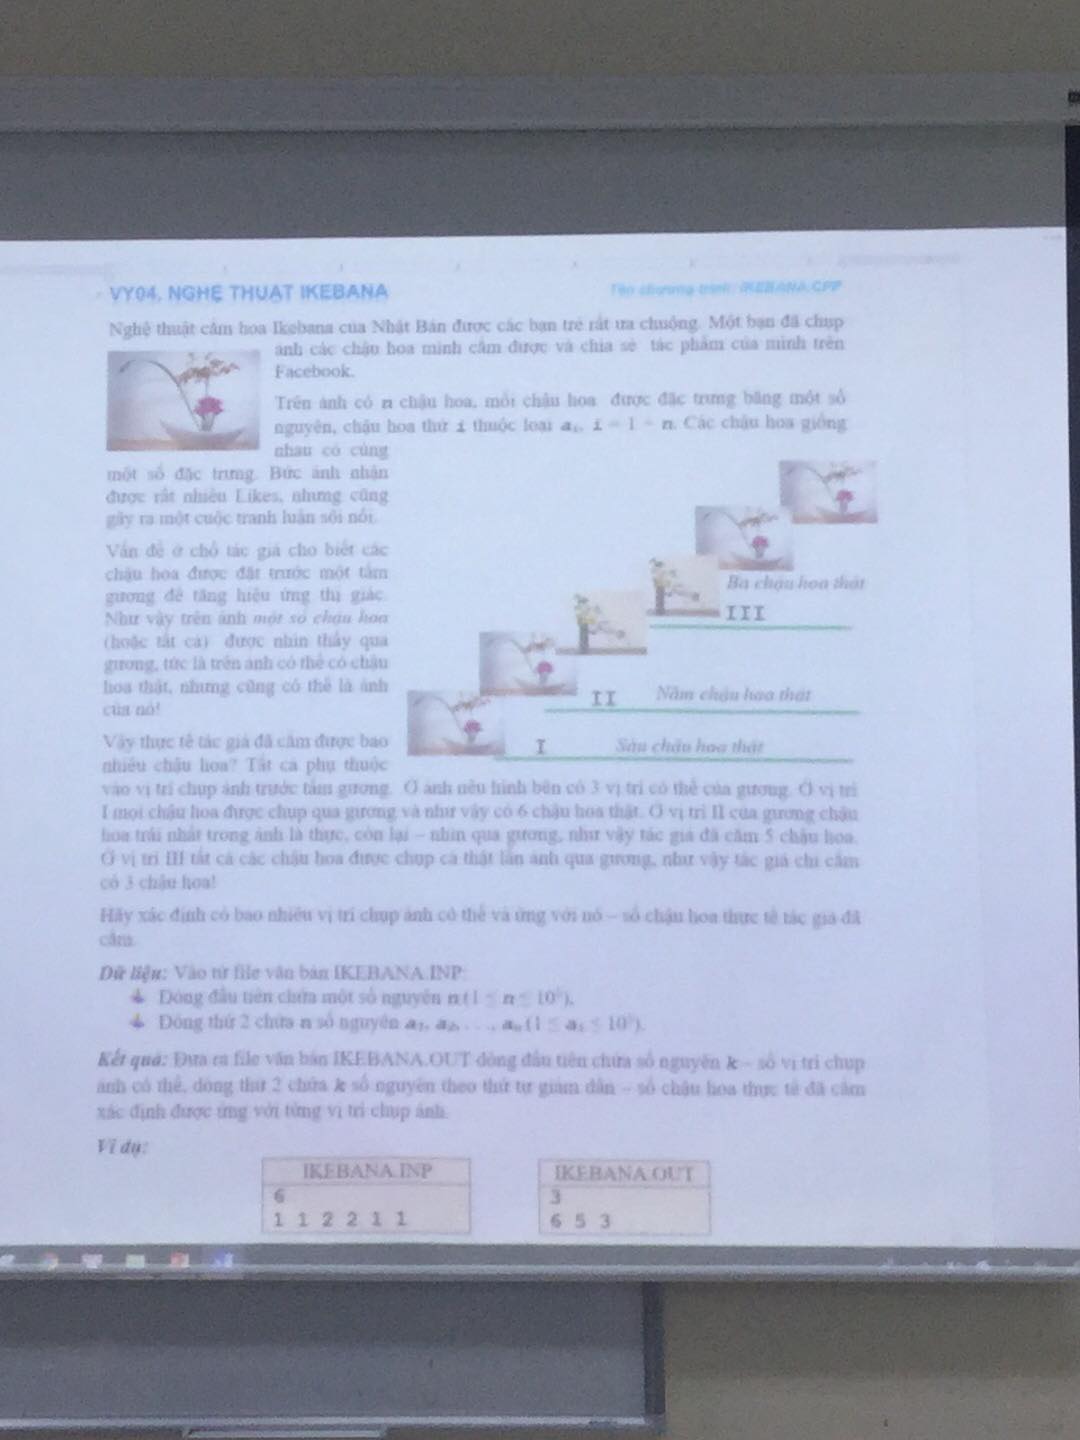 VY04. NGHỆ THUẬT IKEBANA
Tên chương trình: IKEBANA.CPP
Nghệ thuật cắm hoa Ikebana của Nhật Bản được các bạn trẻ rất ưa chuộng. Một bạn đã chụp
ảnh các chậu hoa mình cắm được và chia sẻ tác phẩm của mình trên
Facebook.
Trên ảnh có n chậu hoa, mỗi chậu hoa được đặc trưng bằng một số
nguyên, chậu hoa thứ i thuộc loại aᵢ, i = 1 ÷ n. Các chậu hoa giống
nhau có cùng
một số đặc trưng. Bức ảnh nhận
được rất nhiều Likes, nhưng cũng
gây ra một cuộc tranh luận sôi nổi.
Vấn đề ở chỗ tác giả cho biết các
chậu hoa được đặt trước một tấm
gương để tăng hiệu ứng thị giác.
Như vậy trên ảnh một số chậu hoa
(hoặc tất cả) được nhìn thấy qua
gương, tức là trên ảnh có thể có chậu
hoa thật, nhưng cũng có thể là ảnh
của nó!
Ba chậu hoa thật
III
II Năm chậu hoa thật
I Sáu chậu hoa thật
Vậy thực tế tác giả đã cắm được bao
nhiêu chậu hoa? Tất cả phụ thuộc
vào vị trí chụp ảnh trước tấm gương. Ở ảnh nêu hình bên có 3 vị trí có thể của gương. Ở vị trí
I mọi chậu hoa được chụp qua gương và như vậy có 6 chậu hoa thật. Ở vị trí II của gương chậu
hoa trái nhất trong ảnh là thực, còn lại – nhìn qua gương, như vậy tác giả đã cắm 5 chậu hoa.
Ở vị trí III tất cả các chậu hoa được chụp cả thật lẫn ảnh qua gương, như vậy tác giả chỉ cắm
có 3 chậu hoa!
Hãy xác định có bao nhiêu vị trí chụp ảnh có thể và ứng với nó – số chậu hoa thực tế tác giả đã
cắm.
Dữ liệu: Vào từ file văn bản IKEBANA.INP:
Dòng đầu tiên chứa một số nguyên n (1 ≤ n ≤
Dòng thứ 2 chứa n số nguyên a₁, a₂, . . ., aₙ (1 ≤ aᵢ ≤
Kết quả: Đưa ra file văn bản IKEBANA.OUT dòng đầu tiên chứa số nguyên k – số vị trí chụp
ảnh có thể, dòng thứ 2 chứa k số nguyên theo thứ tự giảm dần – số chậu hoa thực tế đã cắm
xác định được ứng với từng vị trí chụp ảnh.
Ví dụ:
IKEBANA.INP
6
1 1 2 2 1 1
IKEBANA.OUT
3
6 5 3